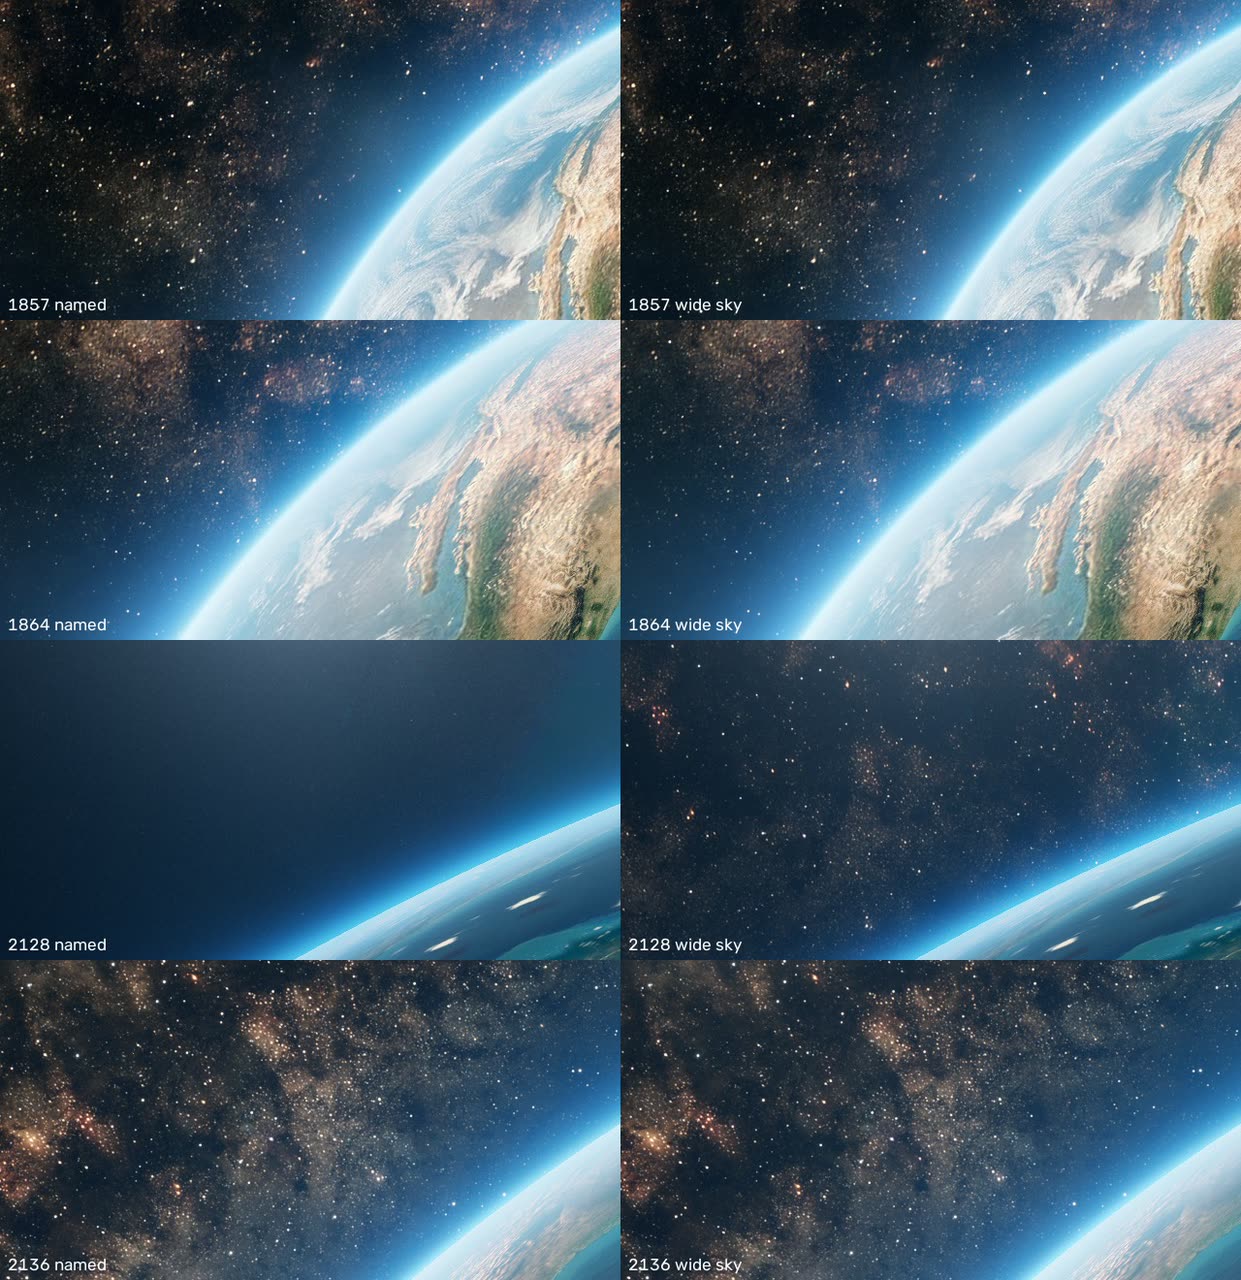 1857 named
1857 wide sky
1864 named
1864 wide sky
2128 named
2128 wide sky
2136 named
2136 wide sky